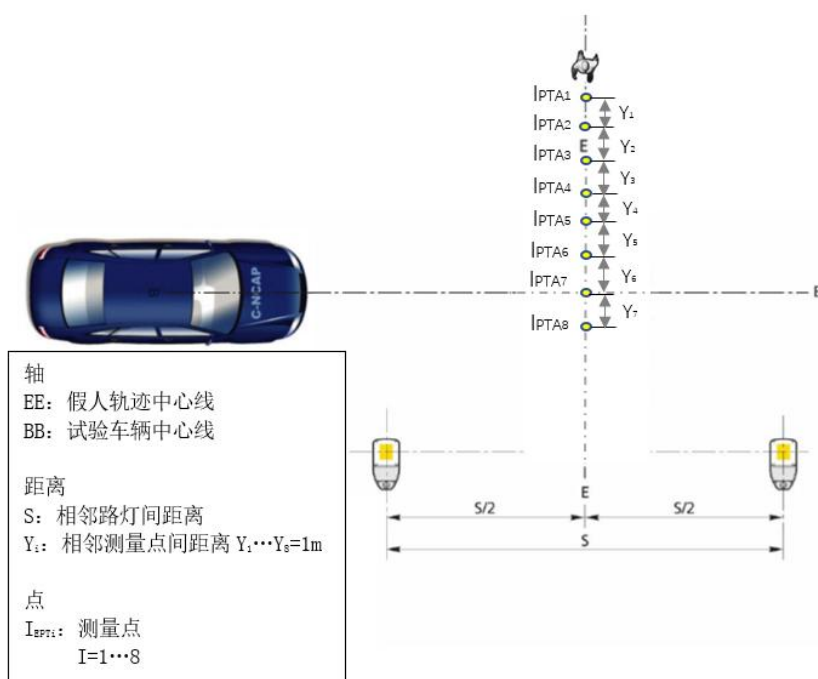 IPTA1
Y₁
IPTA2
E
Y₂
IPTA3
Y₃
IPTA4
Y₄
IPTA5
Y₅
IPTA6
Y₆
IPTA7
B
B
C-NCAP
Y₇
IPTA8
轴
EE：假人轨迹中心线
BB：试验车辆中心线
距离
S：相邻路灯间距离
Yᵢ：相邻测量点间距离 Y₁…Y₈=1m
点
I_EPTi：测量点
I=1…8
E
S/2
S/2
S